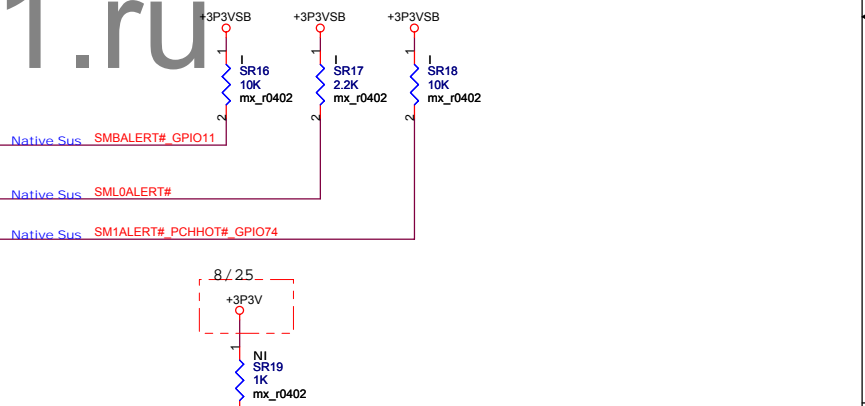 1.ru
+3P3VSB +3P3VSB +3P3VSB
1 1 1
I I I
SR16 SR17 SR18
10K 2.2K 10K
mx_r0402 mx_r0402 mx_r0402
2 2 2
Native Sus SMBALERT#_GPIO11
Native Sus SML0ALERT#
Native Sus SM1ALERT#_PCHHOT#_GPIO74
8/25
+3P3V
1
NI
SR19
1K
mx_r0402